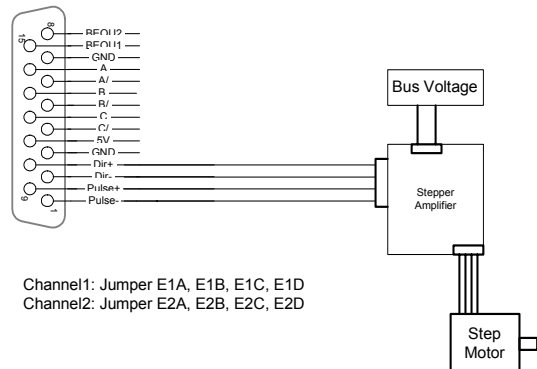 8
15
BEQU2
BEQU1
GND
A
A/
B
B/
C
C/
5V
GND
Dir+
Dir-
Pulse+
Pulse-
9
1
Bus Voltage
Stepper
Amplifier
Channel1: Jumper E1A, E1B, E1C, E1D
Channel2: Jumper E2A, E2B, E2C, E2D
Step
Motor